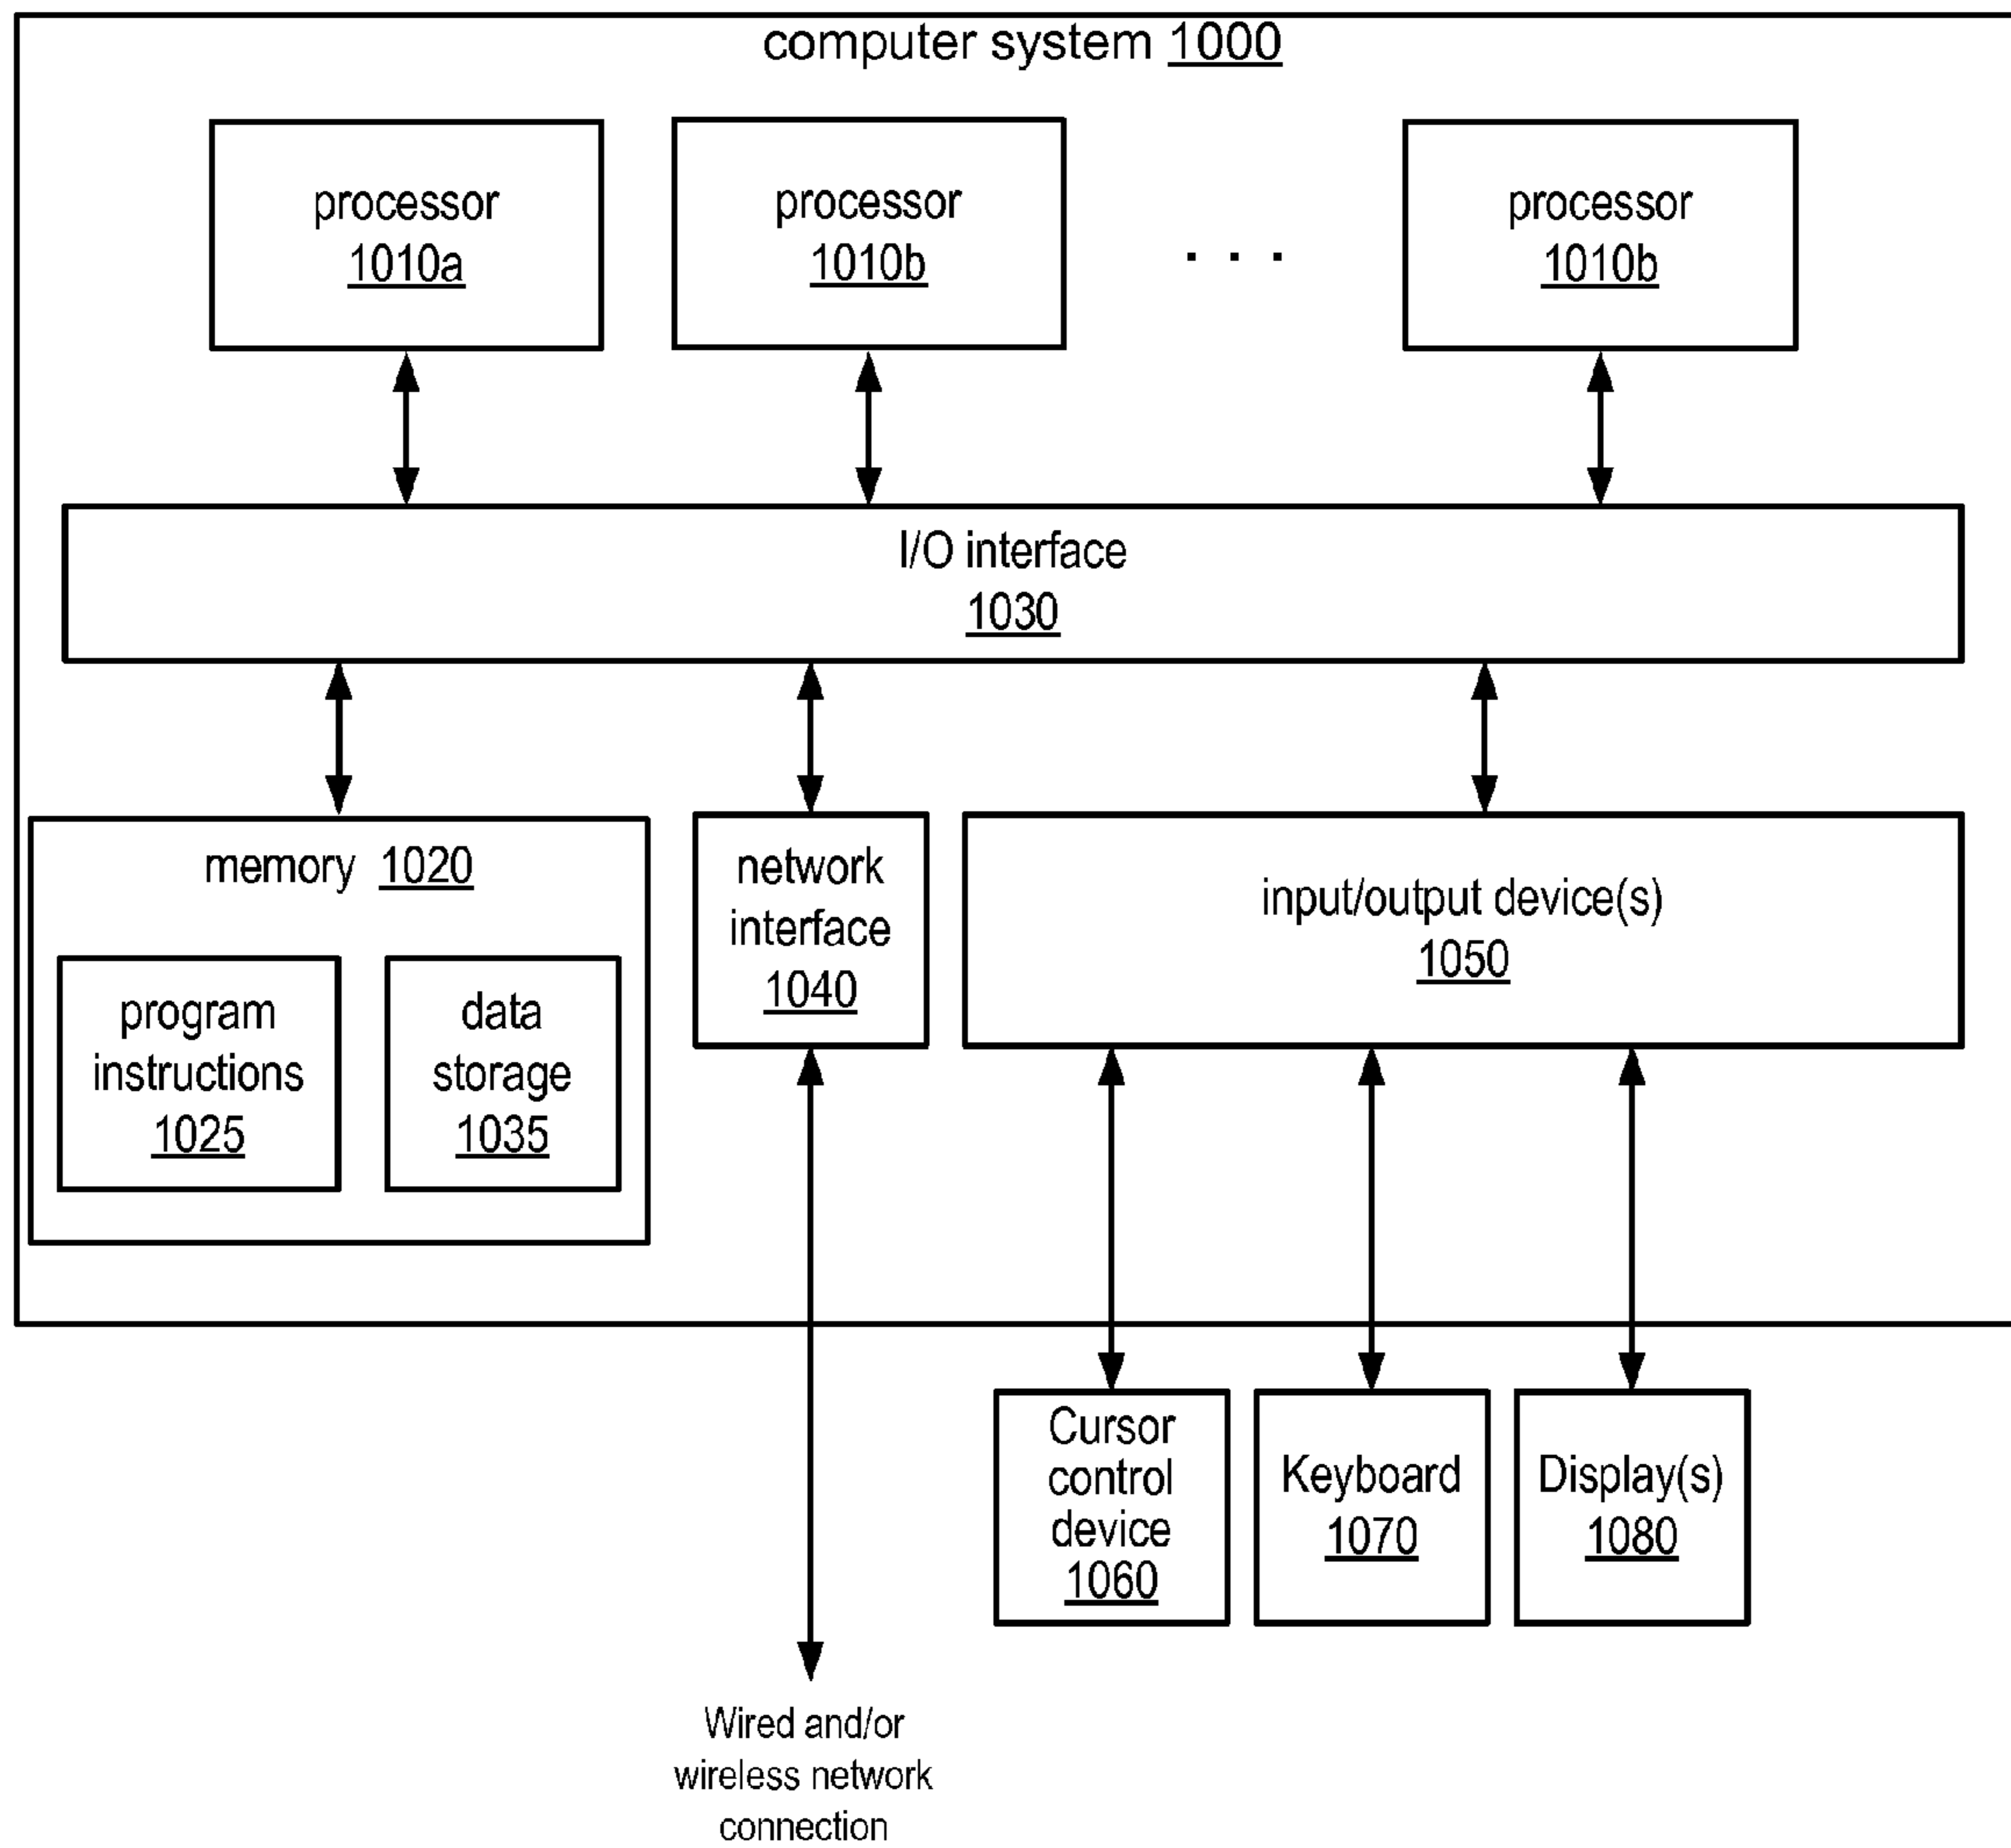 computer system 1000
processor
1010a
processor
1010b
. . .
processor
1010b
I/O interface
1030
memory 1020
program
instructions
1025
data
storage
1035
network
interface
1040
input/output device(s)
1050
Cursor
control
device
1060
Keyboard
1070
Display(s)
1080
Wired and/or
wireless network
connection